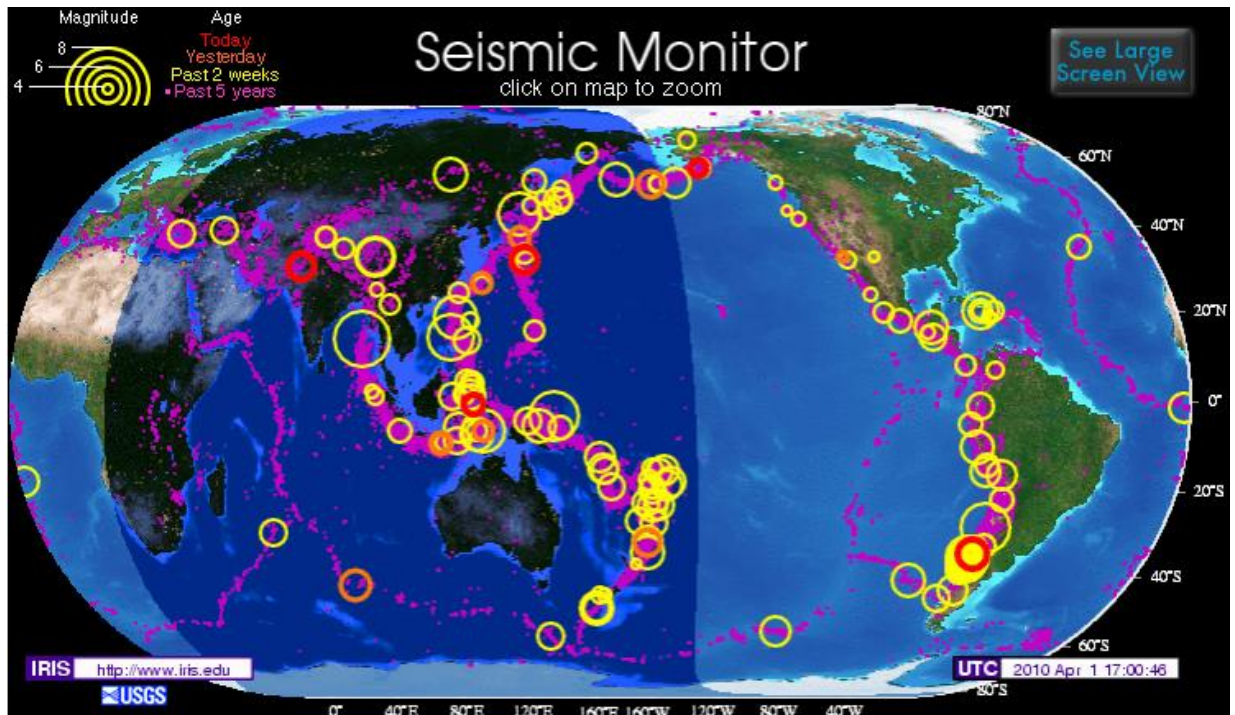 Magnitude
8
6
4
Age
Today
Yesterday
Past 2 weeks
•Past 5 years
Seismic Monitor
click on map to zoom
See Large
Screen View
80°N
60°N
40°N
20°N
0°
20°S
40°S
60°S
80°S
IRIS http://www.iris.edu
USGS
UTC 2010 Apr 1 17:00:46
0° 40°E 80°E 120°E 160°E 160°W 120°W 80°W 40°W